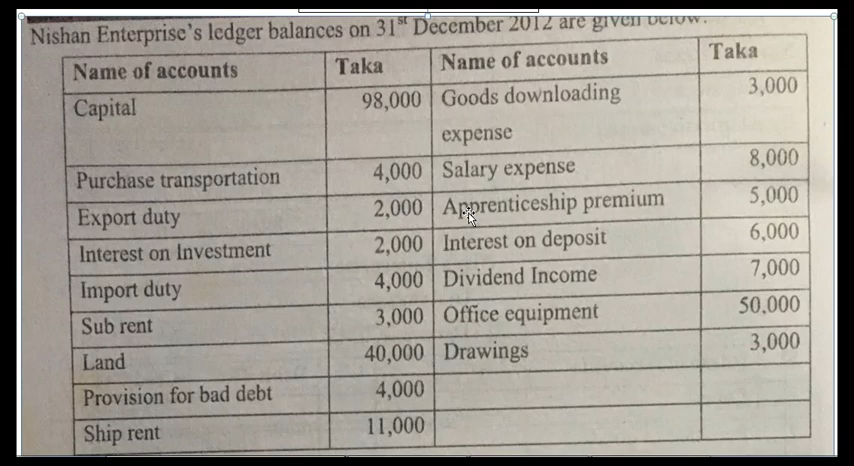 Nishan Enterprise's ledger balances on 31st December 2012 are given below.
Name of accounts Taka Name of accounts Taka
Capital 98,000 Goods downloading expense 3,000
Purchase transportation 4,000 Salary expense 8,000
Export duty 2,000 Apprenticeship premium 5,000
Interest on Investment 2,000 Interest on deposit 6,000
Import duty 4,000 Dividend Income 7,000
Sub rent 3,000 Office equipment 50,000
Land 40,000 Drawings 3,000
Provision for bad debt 4,000
Ship rent 11,000